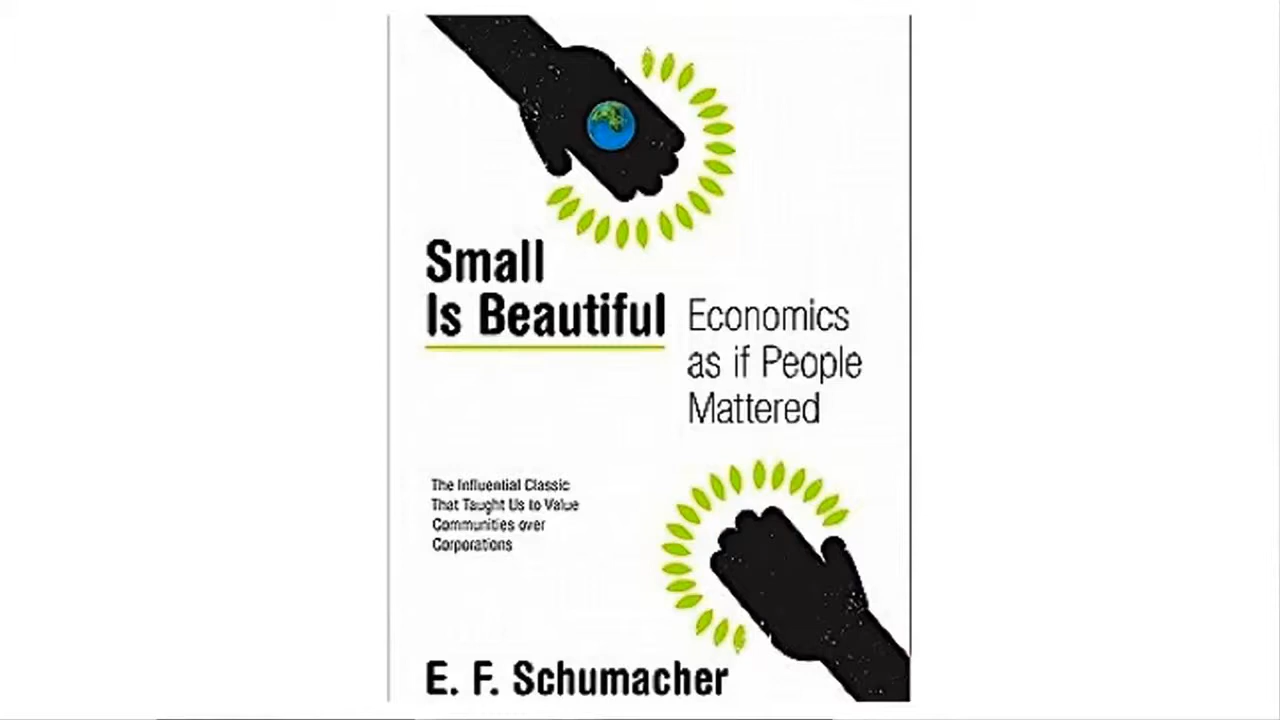 Small
Is Beautiful
Economics
as if People
Mattered
The Influential Classic
That Taught Us to Value
Communities over
Corporations
E. F. Schumacher